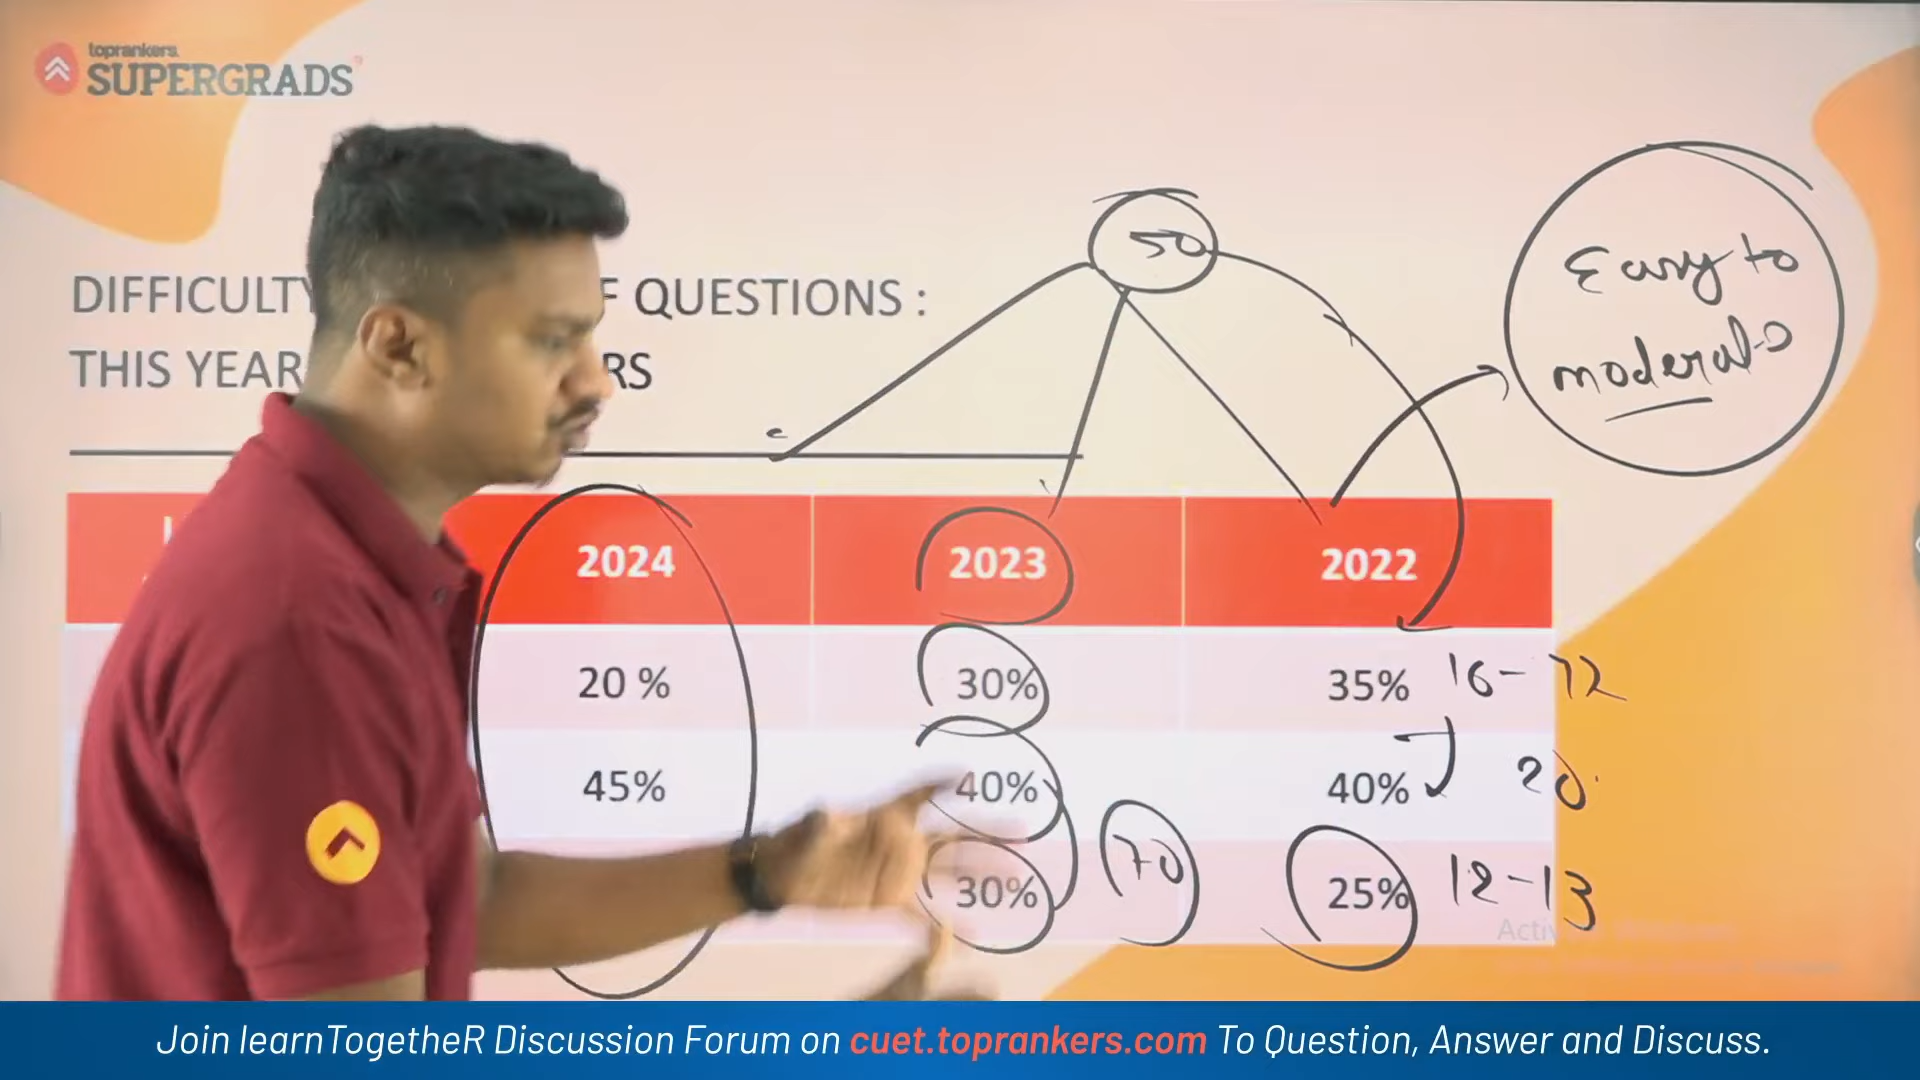 toprankers
SUPERGRADS
50
Easy to
DIFFICULTY F QUESTIONS :
moderate
THIS YEAR RS
2024 2023 2022
20 % 30% 35% 16-
45% 40% 40% 20
70
30% 25% 12-13
Join learnTogetheR Discussion Forum on cuet.toprankers.com To Question, Answer and Discuss.